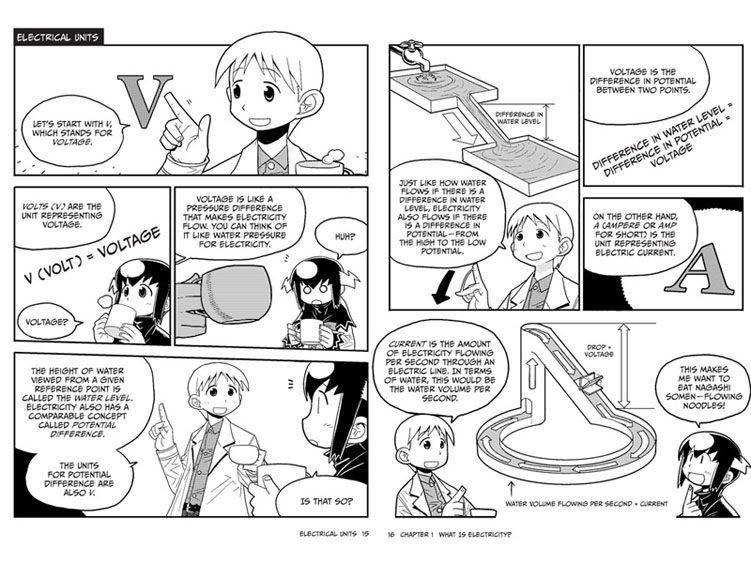 ELECTRICAL UNITS
V
LET'S START WITH V,
WHICH STANDS FOR
VOLTAGE.
VOLTS (V) ARE THE
UNIT REPRESENTING
VOLTAGE.
V (VOLT) = VOLTAGE
VOLTAGE?
VOLTAGE IS LIKE A
PRESSURE DIFFERENCE
THAT MAKES ELECTRICITY
FLOW. YOU CAN THINK OF
IT LIKE WATER PRESSURE
FOR ELECTRICITY.
HUH?
THE HEIGHT OF WATER
VIEWED FROM A GIVEN
REFERENCE POINT IS
CALLED THE WATER LEVEL.
ELECTRICITY ALSO HAS A
COMPARABLE CONCEPT
CALLED POTENTIAL
DIFFERENCE.
THE UNITS
FOR POTENTIAL
DIFFERENCE ARE
ALSO V.
IS THAT SO?
ELECTRICAL UNITS 15
DIFFERENCE IN
WATER LEVEL
JUST LIKE HOW WATER
FLOWS IF THERE IS A
DIFFERENCE IN WATER
LEVEL, ELECTRICITY
ALSO FLOWS IF THERE
IS A DIFFERENCE IN
POTENTIAL—FROM
THE HIGH TO THE LOW
POTENTIAL.
VOLTAGE IS THE
DIFFERENCE IN POTENTIAL
BETWEEN TWO POINTS.
DIFFERENCE IN WATER LEVEL =
DIFFERENCE IN POTENTIAL =
VOLTAGE
ON THE OTHER HAND,
A (AMPERE OR AMP
FOR SHORT) IS THE
UNIT REPRESENTING
ELECTRIC CURRENT.
A
CURRENT IS THE AMOUNT
OF ELECTRICITY FLOWING
PER SECOND THROUGH AN
ELECTRIC LINE. IN TERMS
OF WATER, THIS WOULD BE
THE WATER VOLUME PER
SECOND.
DROP =
VOLTAGE
THIS MAKES
ME WANT TO
EAT NAGASHI
SOMEN—FLOWING
NOODLES!
WATER VOLUME FLOWING PER SECOND = CURRENT
16 CHAPTER 1 WHAT IS ELECTRICITY?